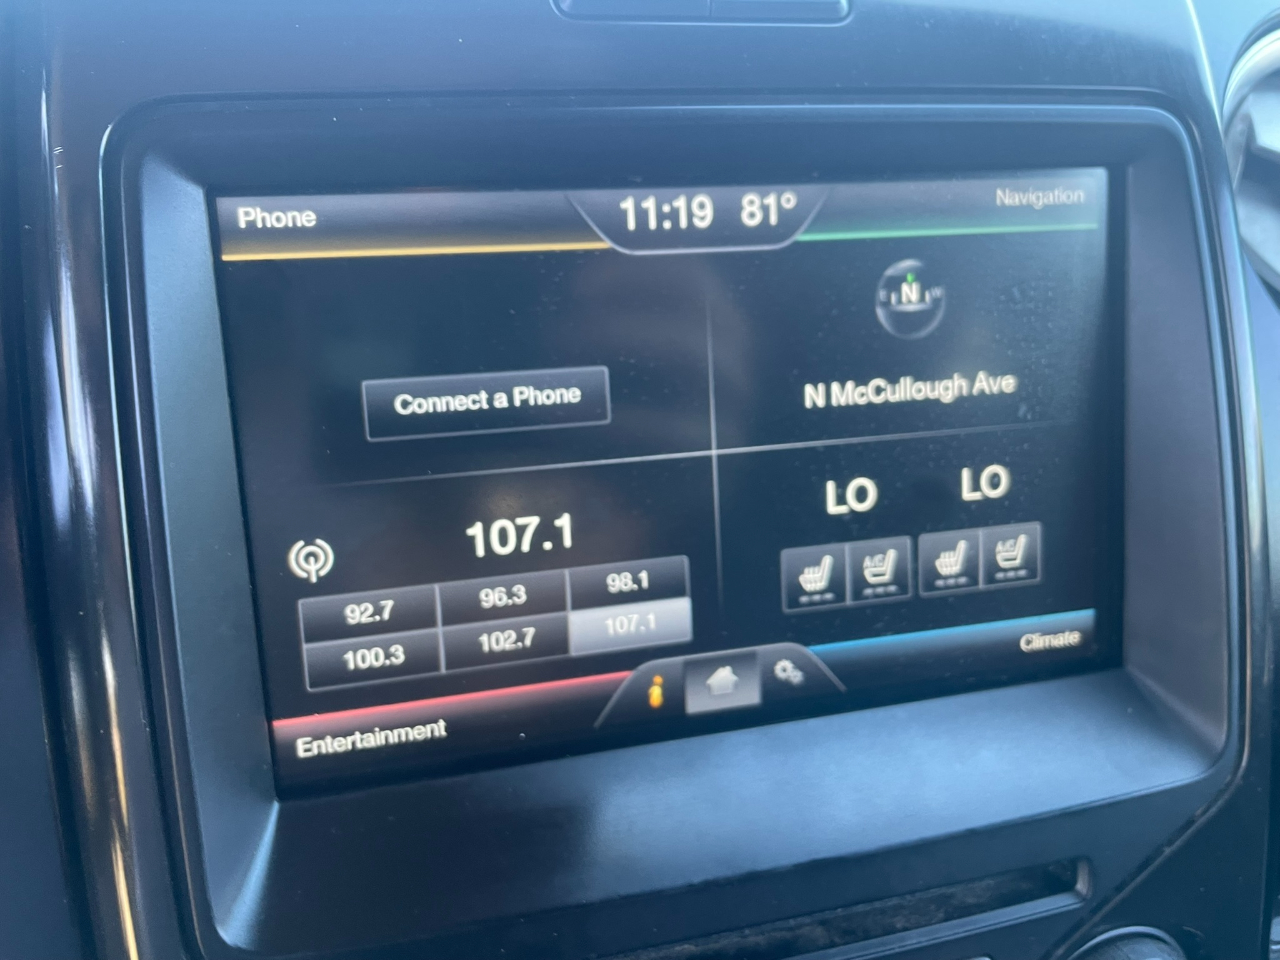 Phone
11:19 81°
Navigation
N
Connect a Phone
N McCullough Ave
107.1
LO LO
92.7 96.3 98.1
100.3 102.7 107.1
A/C A/C
Entertainment
Climate